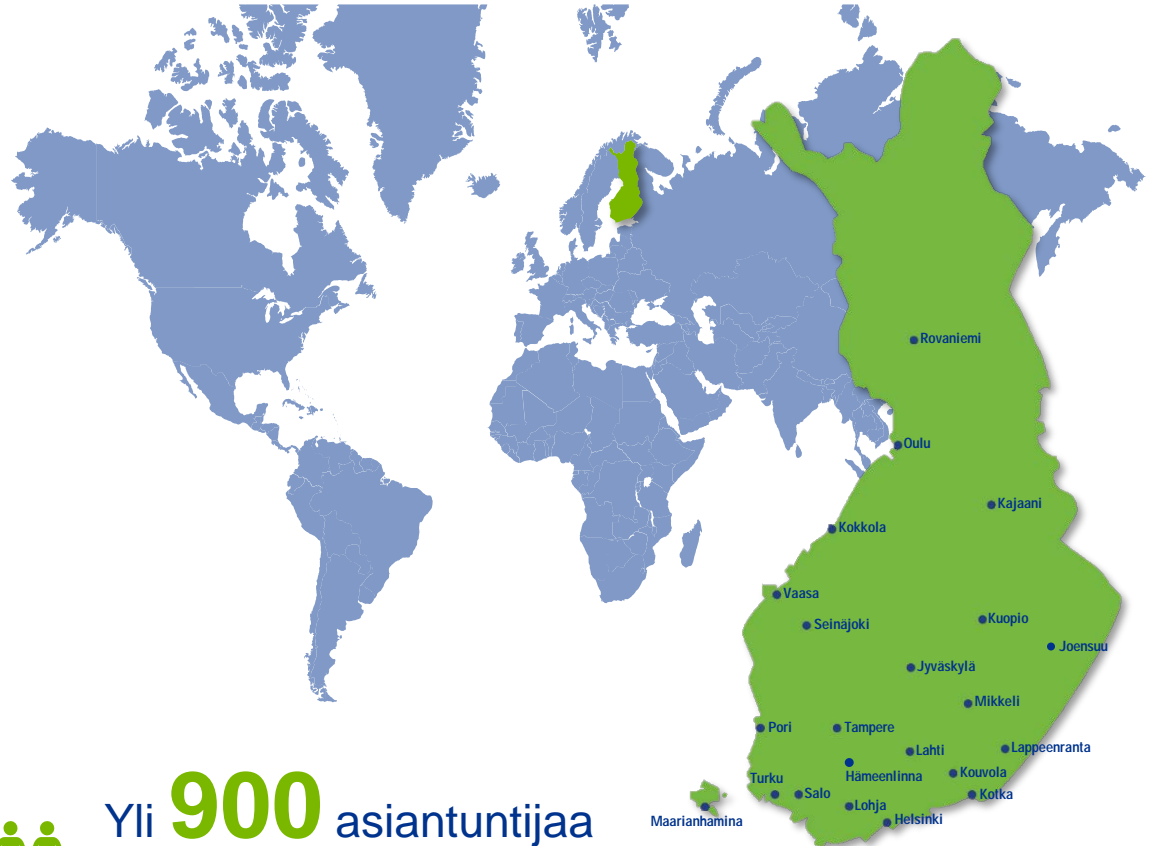 Rovaniemi
Oulu
Kajaani
Kokkola
Vaasa
Seinäjoki
Kuopio
Joensuu
Jyväskylä
Mikkeli
Pori
Tampere
Lahti
Lappeenranta
Hämeenlinna
Kouvola
Turku
Salo
Kotka
Lohja
Maarianhamina
Helsinki
Yli 900 asiantuntijaa